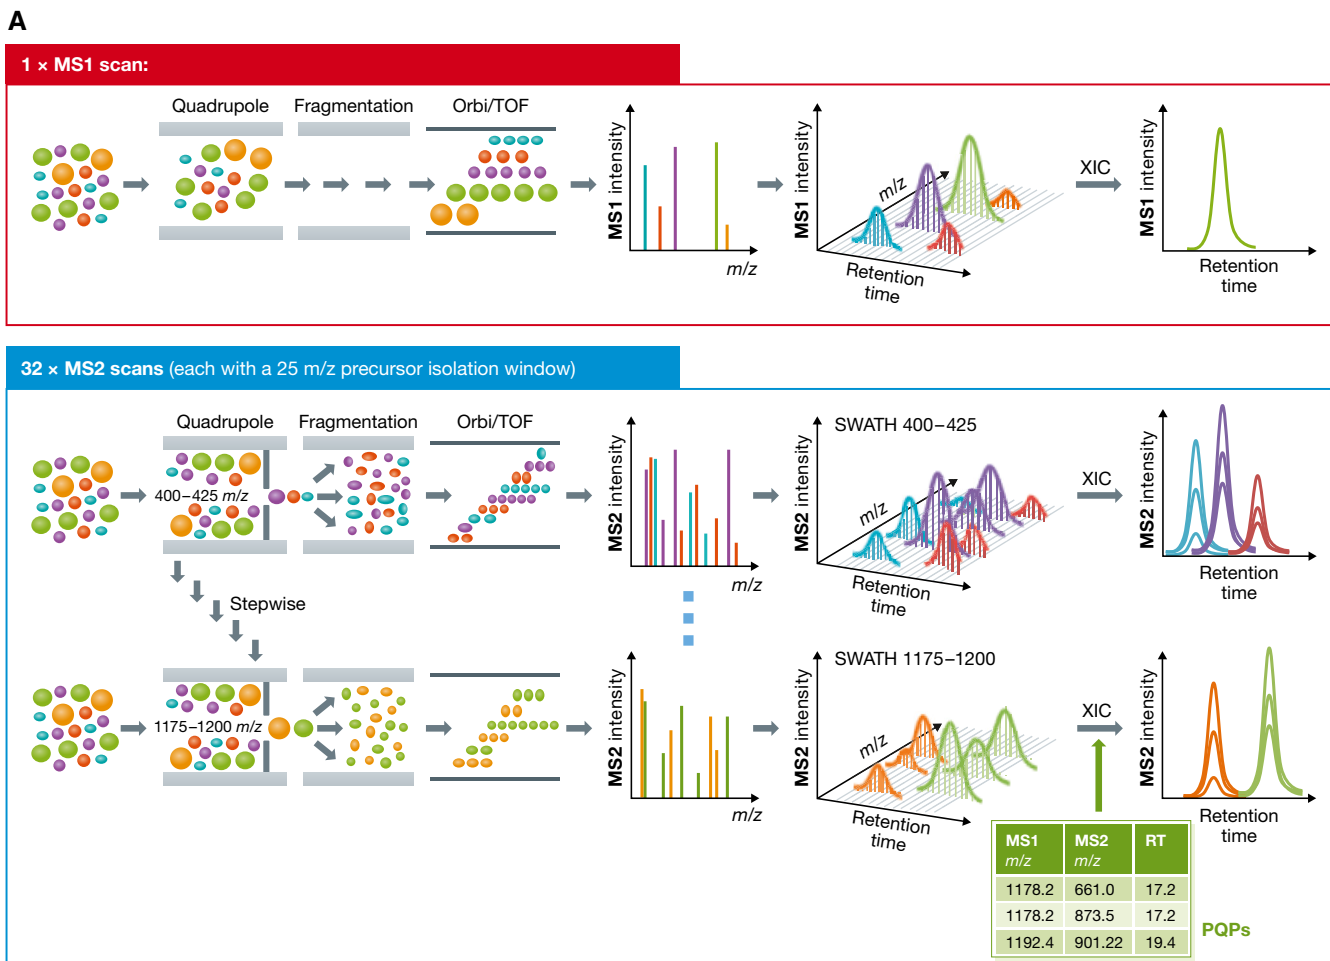 A
1 × MS1 scan:
Quadrupole
Fragmentation
Orbi/TOF
MS1 intensity
m/z
MS1 intensity
m/z
Retention
time
XIC
MS1 intensity
Retention
time
32 × MS2 scans (each with a 25 m/z precursor isolation window)
Quadrupole
Fragmentation
Orbi/TOF
400–425 m/z
MS2 intensity
m/z
SWATH 400–425
MS2 intensity
m/z
Retention
time
XIC
MS2 intensity
Retention
time
Stepwise
1175–1200 m/z
MS2 intensity
m/z
SWATH 1175–1200
MS2 intensity
m/z
Retention
time
XIC
MS2 intensity
Retention
time
MS1 m/z MS2 m/z RT
1178.2 661.0 17.2
1178.2 873.5 17.2
1192.4 901.22 19.4
PQPs